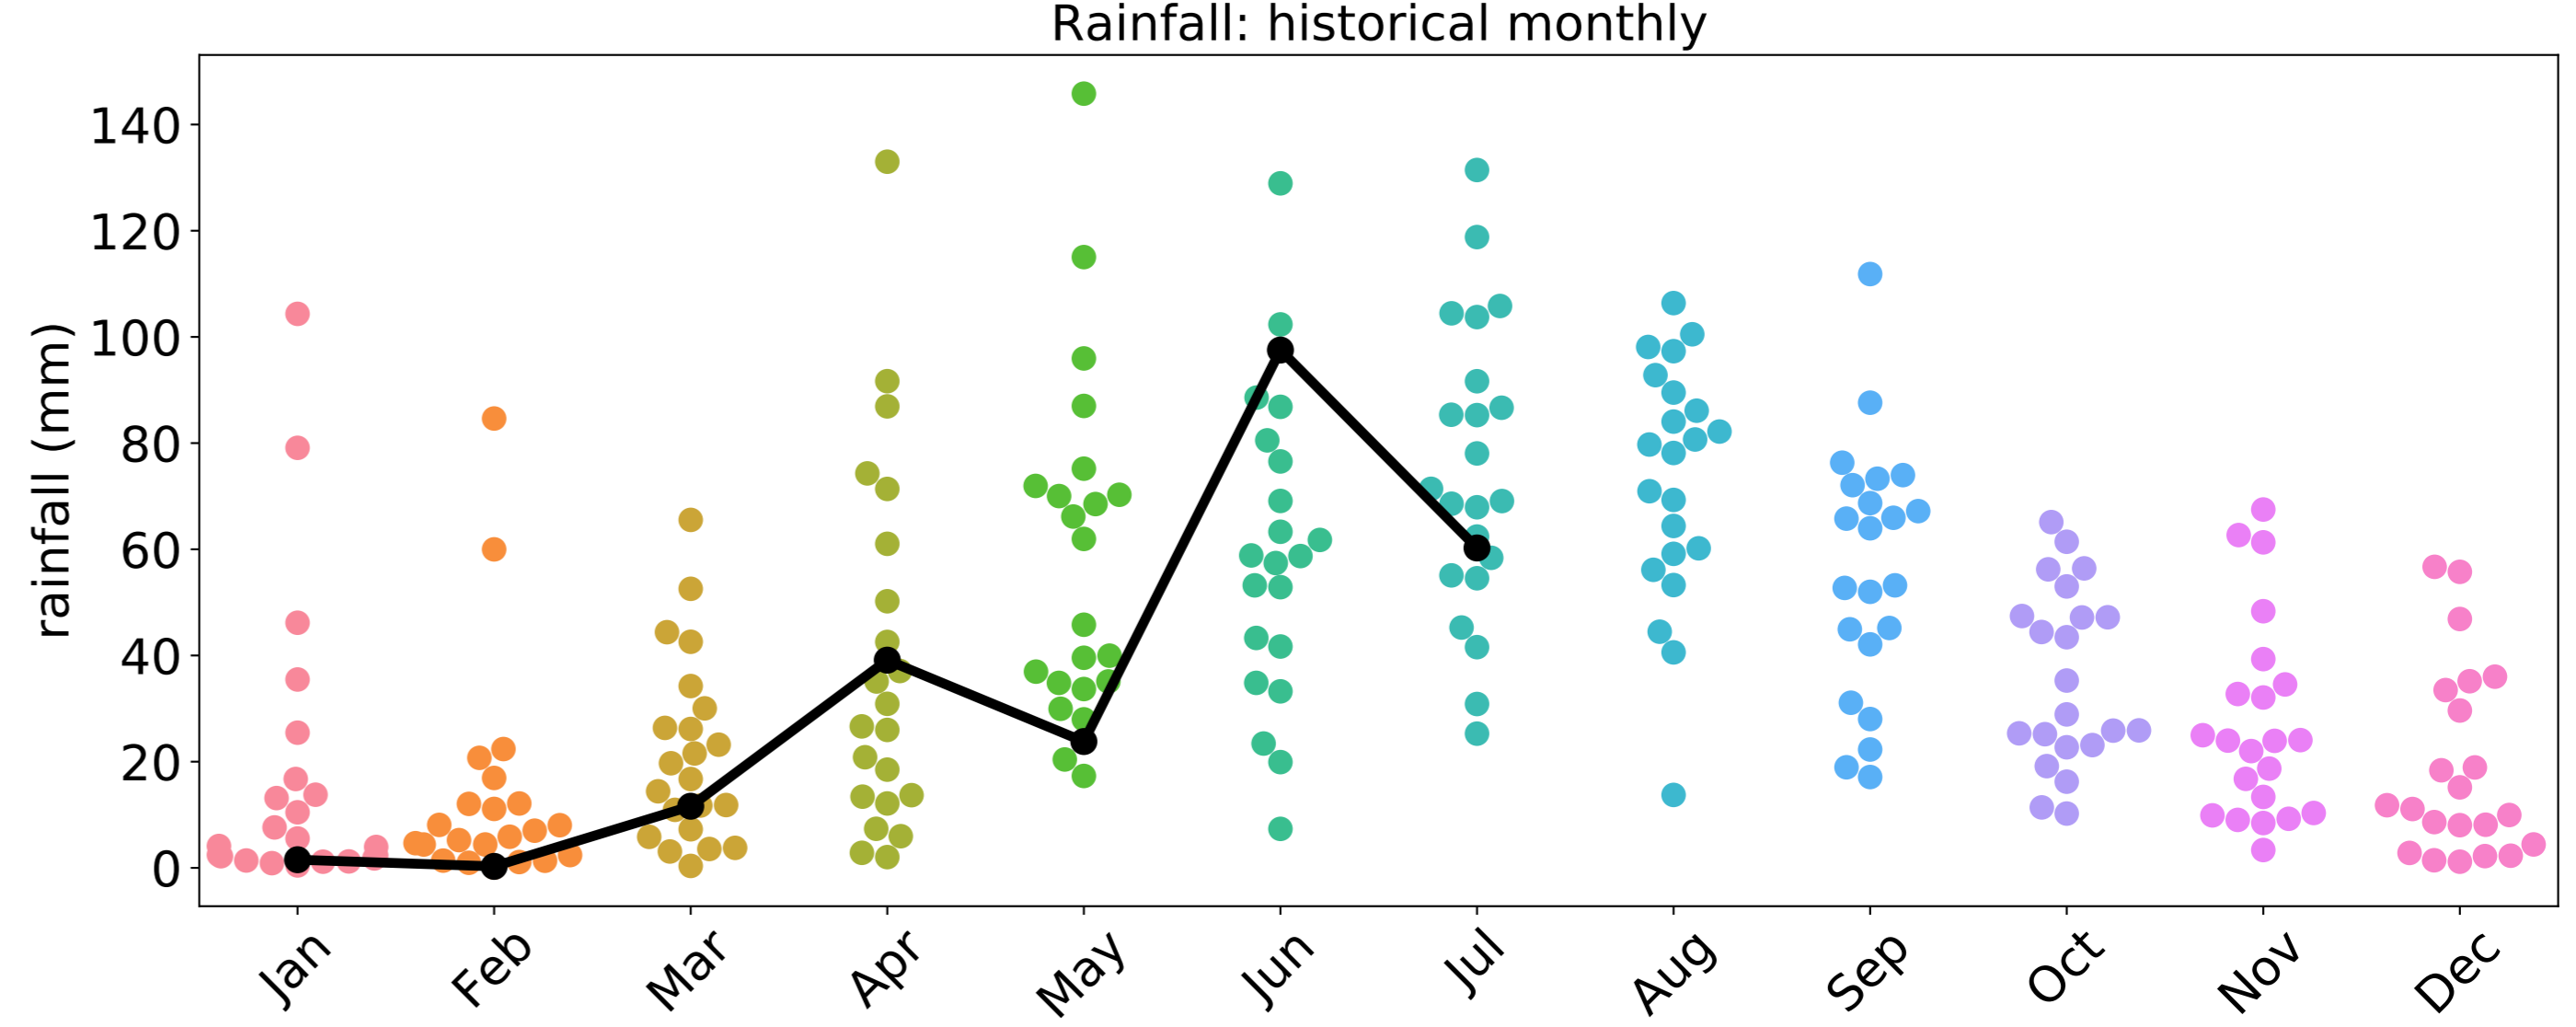 Rainfall: historical monthly
rainfall (mm)
140
120
100
80
60
40
20
0
Jan
Feb
Mar
Apr
May
Jun
Jul
Aug
Sep
Oct
Nov
Dec